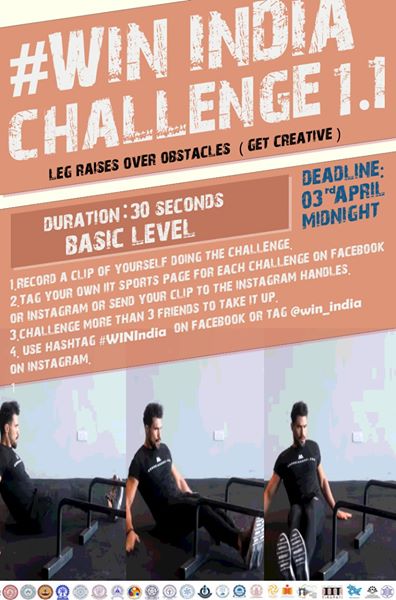 #WIN INDIA
CHALLENGE 1.1
LEG RAISES OVER OBSTACLES ( GET CREATIVE )
DEADLINE:
03rd APRIL
MIDNIGHT
DURATION: 30 SECONDS
BASIC LEVEL
1.RECORD A CLIP OF YOURSELF DOING THE CHALLENGE.
2.TAG YOUR OWN IIT SPORTS PAGE FOR EACH CHALLENGE ON FACEBOOK
OR INSTAGRAM OR SEND YOUR CLIP TO THE INSTAGRAM HANDLES.
3.CHALLENGE MORE THAN 3 FRIENDS TO TAKE IT UP.
4. USE HASHTAG #WINIndia ON FACEBOOK OR TAG @win_india
ON INSTAGRAM.
1